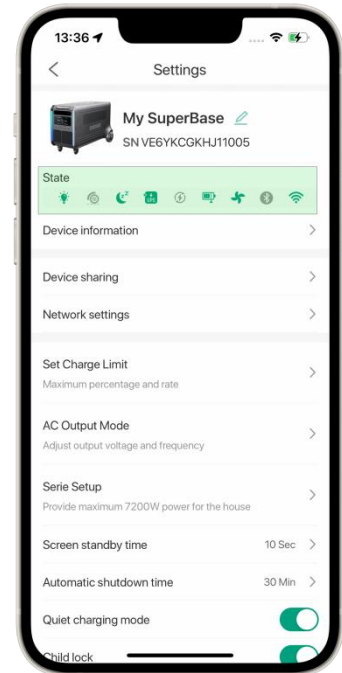 13:36
Settings
My SuperBase
SN VE6YKCGKHJ11005
State
UPS
Device information
Device sharing
Network settings
Set Charge Limit
Maximum percentage and rate
AC Output Mode
Adjust output voltage and frequency
Serie Setup
Provide maximum 7200W power for the house
Screen standby time 10 Sec
Automatic shutdown time 30 Min
Quiet charging mode
Child lock